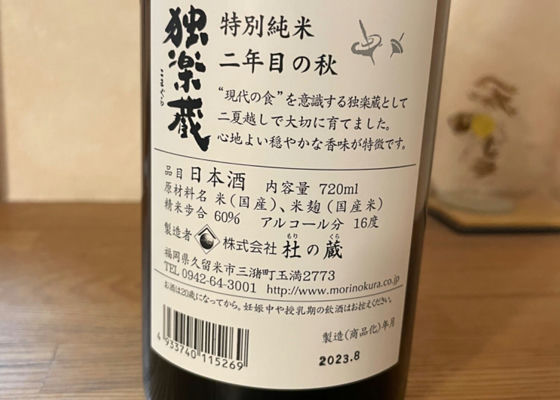 独楽蔵
こまぐら
特別純米
二年目の秋
“現代の食”を意識する独楽蔵として
二夏越しで大切に育てました。
心地よい穏やかな香味が特徴です。
品目 日本酒 内容量 720ml
原材料名 米(国産)、米麹(国産米)
精米歩合 60% アルコール分 16度
製造者 株式会社 杜の蔵
もり くら
福岡県久留米市三潴町玉満2773
TEL 0942-64-3001 http://www.morinokura.co.jp
お酒は20歳になってから。妊娠中や授乳期の飲酒はお控えください。
4 933740 115269
製造(商品化)年月
2023.8